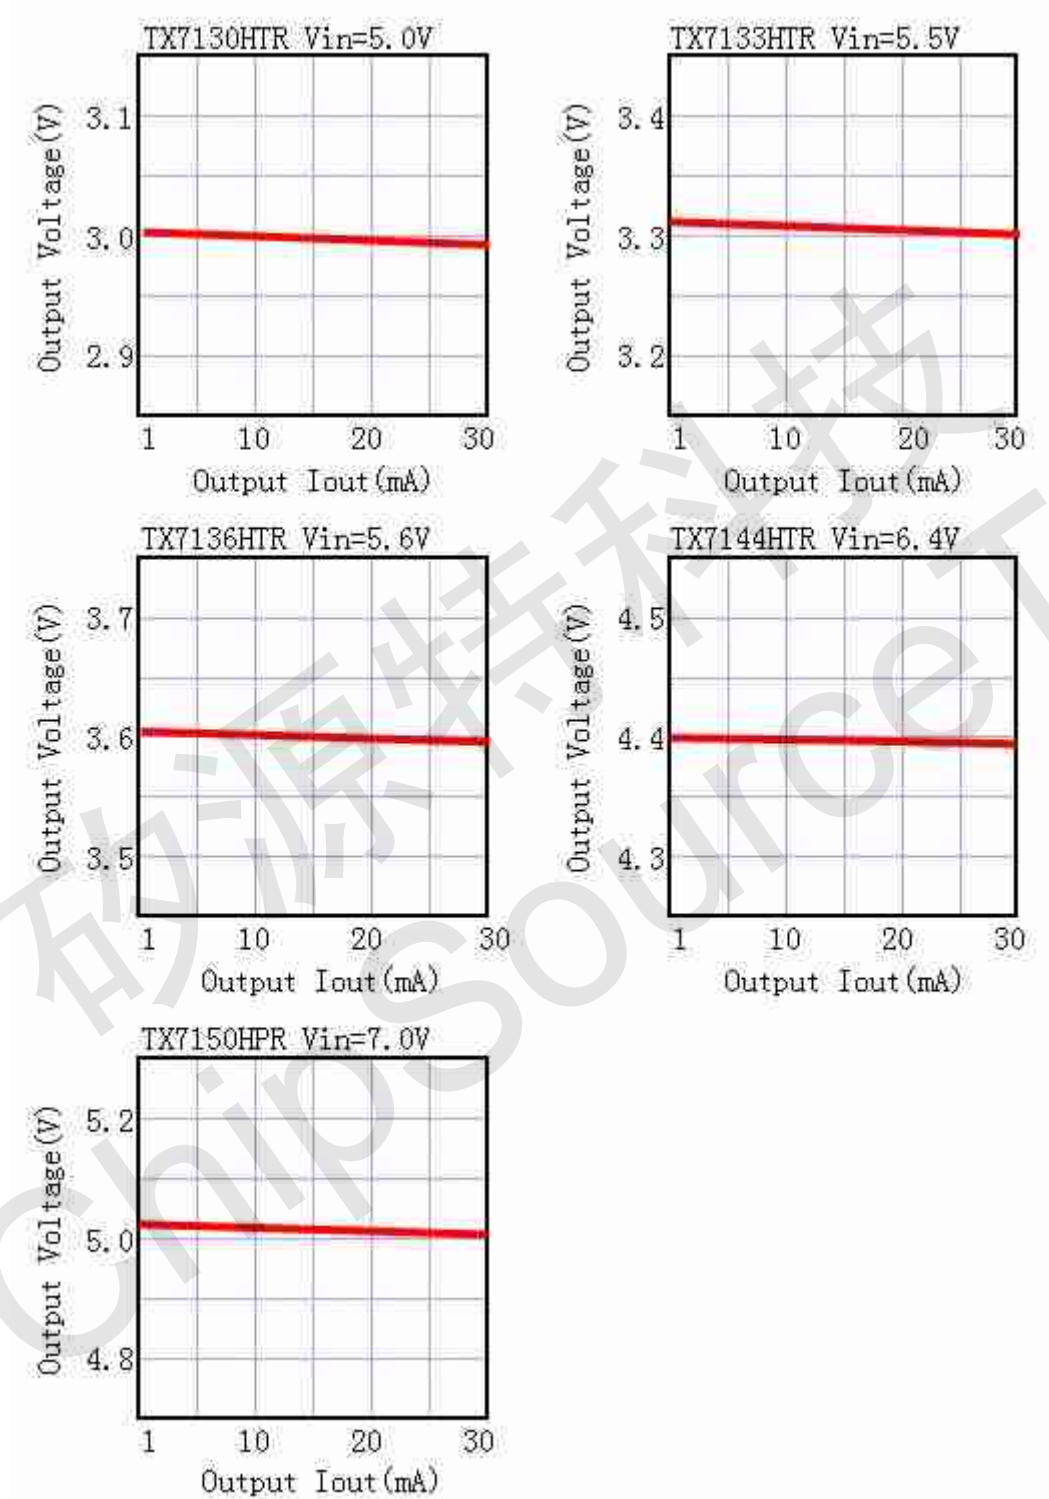 TX7130HTR Vin=5.0V
Output Voltage(V)
3.1
3.0
2.9
1 10 20 30
Output Iout(mA)
TX7133HTR Vin=5.5V
Output Voltage(V)
3.4
3.3
3.2
1 10 20 30
Output Iout(mA)
TX7136HTR Vin=5.6V
Output Voltage(V)
3.7
3.6
3.5
1 10 20 30
Output Iout(mA)
TX7144HTR Vin=6.4V
Output Voltage(V)
4.5
4.4
4.3
1 10 20 30
Output Iout(mA)
TX7150HPR Vin=7.0V
Output Voltage(V)
5.2
5.0
4.8
1 10 20 30
Output Iout(mA)
矽源特科技
ChipSourceT